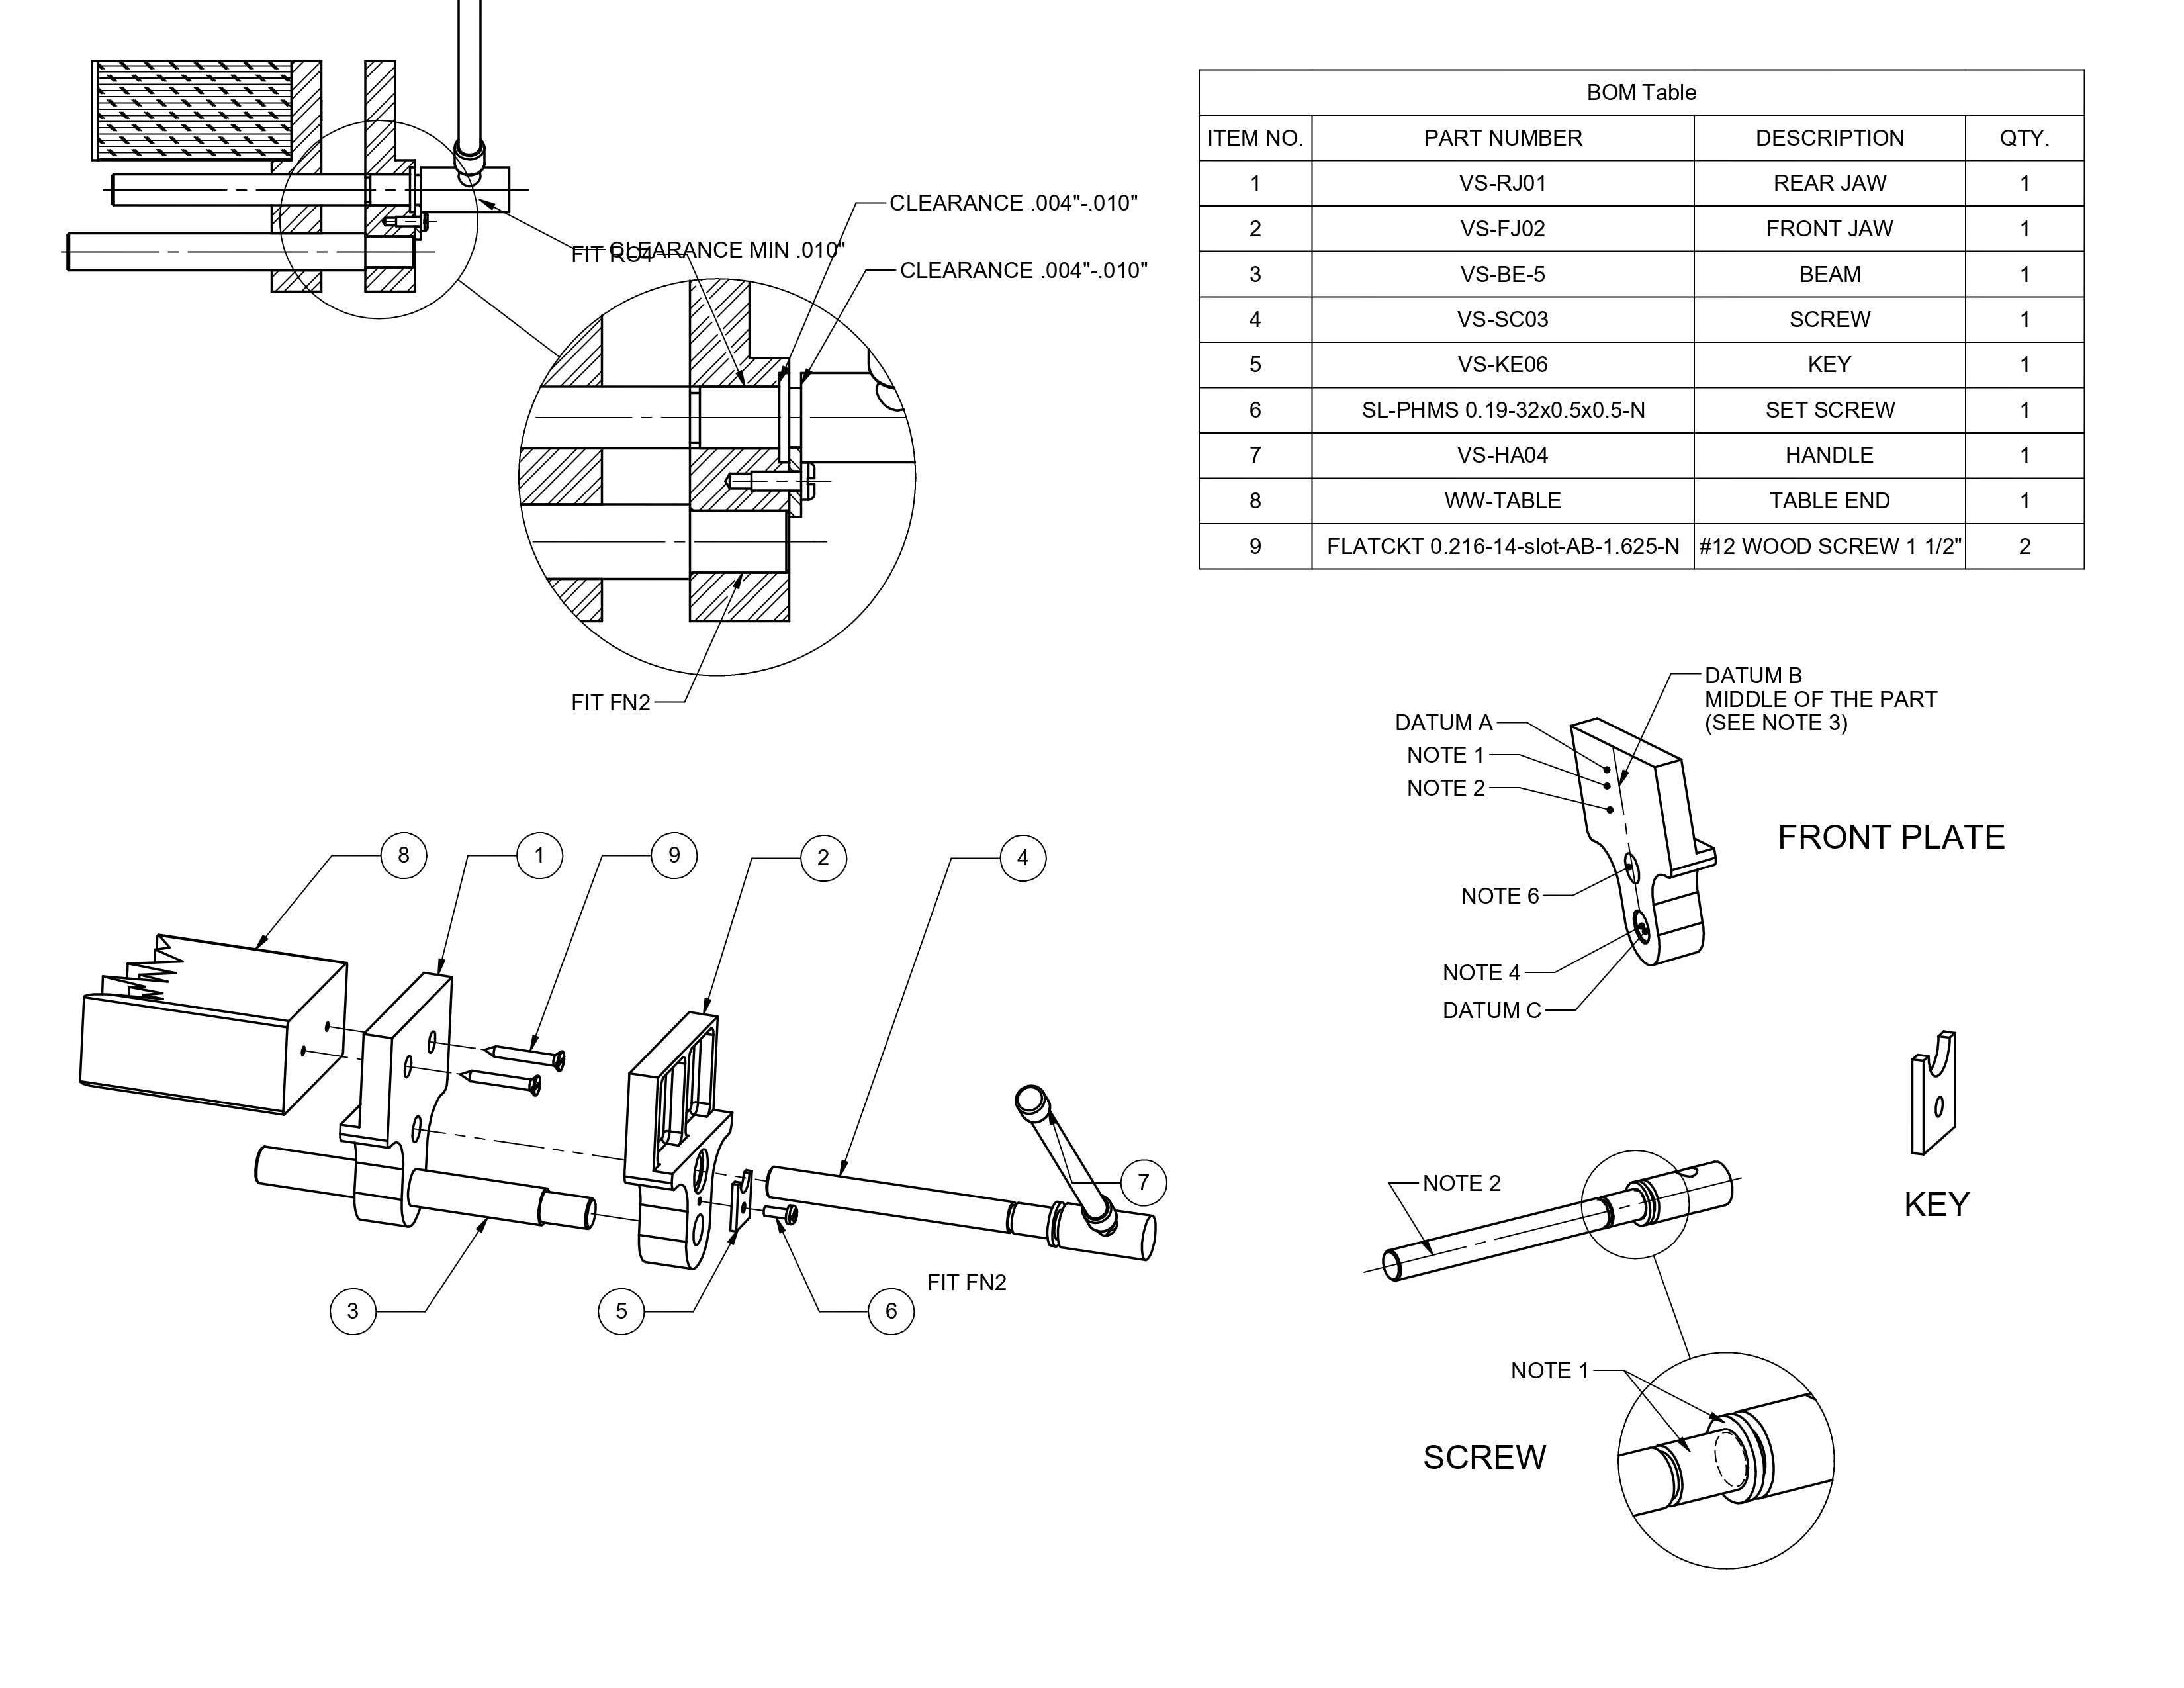 CLEARANCE .004"-.010"
FIT RC4
CLEARANCE MIN .010"
CLEARANCE .004"-.010"
FIT FN2
BOM Table
ITEM NO. PART NUMBER DESCRIPTION QTY.
1 VS-RJ01 REAR JAW 1
2 VS-FJ02 FRONT JAW 1
3 VS-BE-5 BEAM 1
4 VS-SC03 SCREW 1
5 VS-KE06 KEY 1
6 SL-PHMS 0.19-32x0.5x0.5-N SET SCREW 1
7 VS-HA04 HANDLE 1
8 WW-TABLE TABLE END 1
9 FLATCKT 0.216-14-slot-AB-1.625-N #12 WOOD SCREW 1 1/2" 2
DATUM B
MIDDLE OF THE PART
(SEE NOTE 3)
DATUM A
NOTE 1
NOTE 2
FRONT PLATE
NOTE 6
NOTE 4
DATUM C
8
1
9
2
4
7
3
5
6
FIT FN2
KEY
NOTE 2
NOTE 1
SCREW